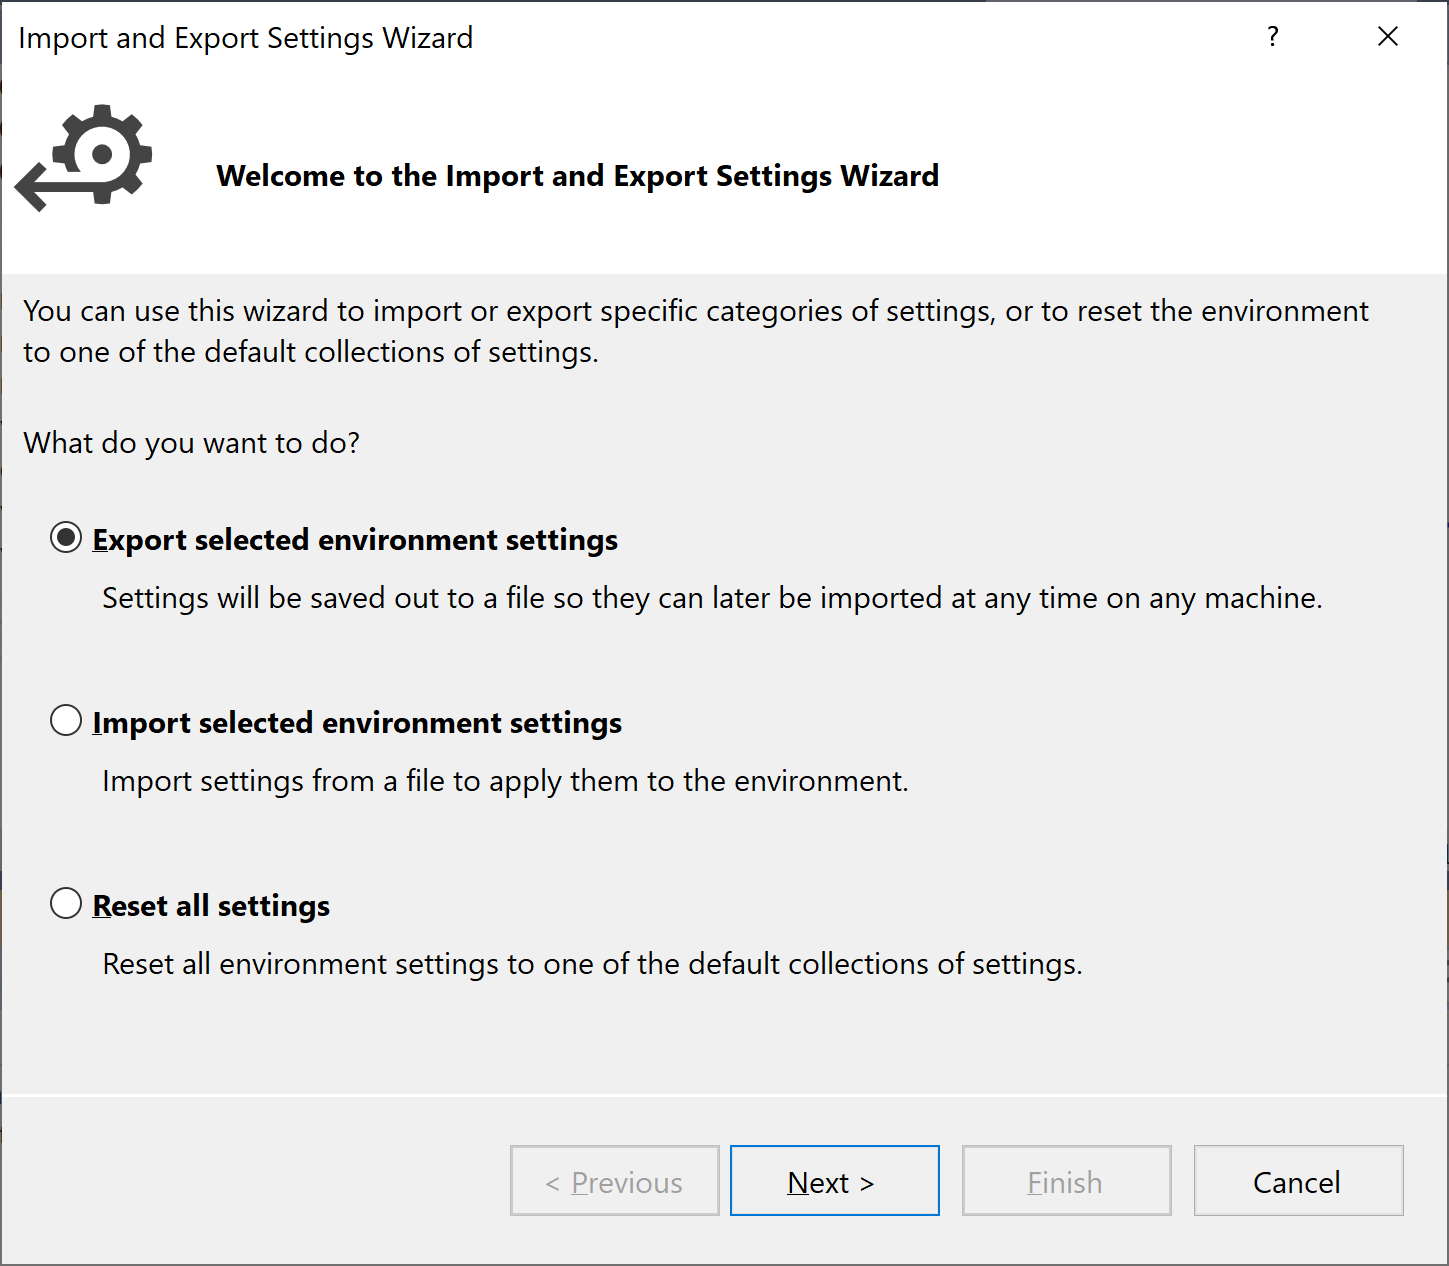 Import and Export Settings Wizard
?
Welcome to the Import and Export Settings Wizard
You can use this wizard to import or export specific categories of settings, or to reset the environment
to one of the default collections of settings.
What do you want to do?
Export selected environment settings
Settings will be saved out to a file so they can later be imported at any time on any machine.
Import selected environment settings
Import settings from a file to apply them to the environment.
Reset all settings
Reset all environment settings to one of the default collections of settings.
< Previous
Next >
Finish
Cancel